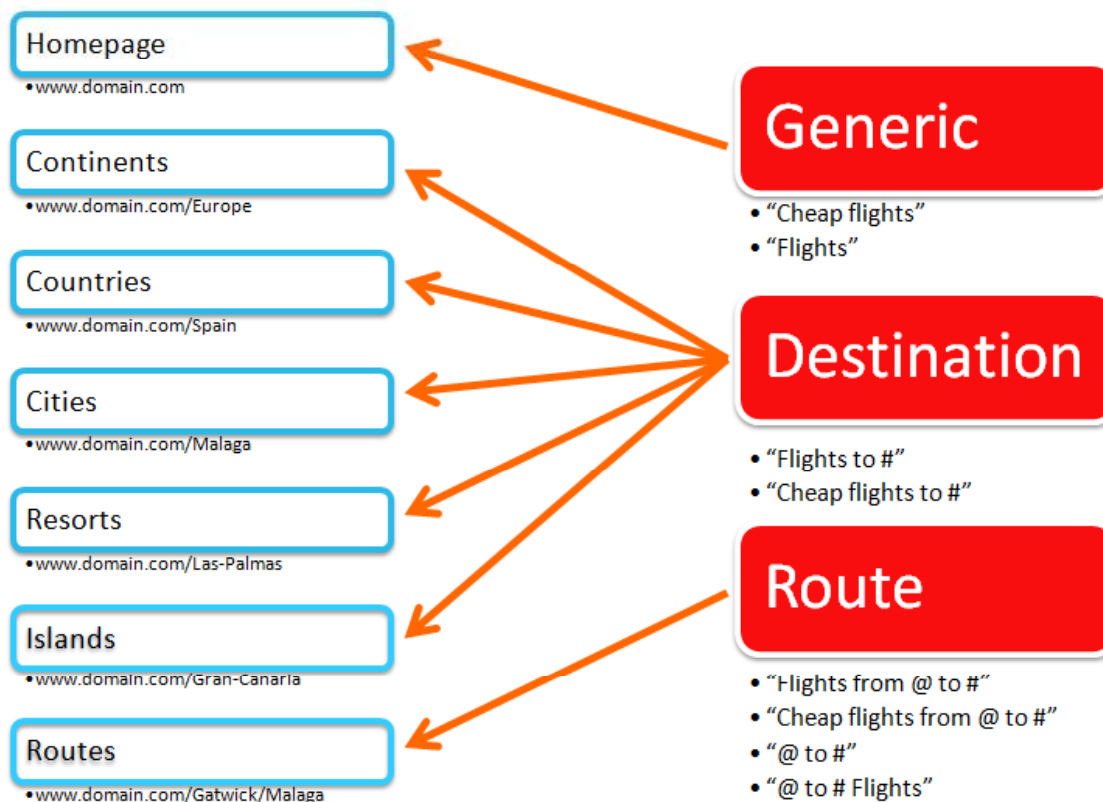 Homepage
•www.domain.com
Continents
•www.domain.com/Europe
Countries
•www.domain.com/Spain
Cities
•www.domain.com/Malaga
Resorts
•www.domain.com/Las-Palmas
Islands
•www.domain.com/Gran-Canaria
Routes
•www.domain.com/Gatwick/Malaga
Generic
• “Cheap flights”
• “Flights”
Destination
• “Flights to #”
• “Cheap flights to #”
Route
• “Flights from @ to #”
• “Cheap flights from @ to #”
• “@ to #”
• “@ to # Flights”